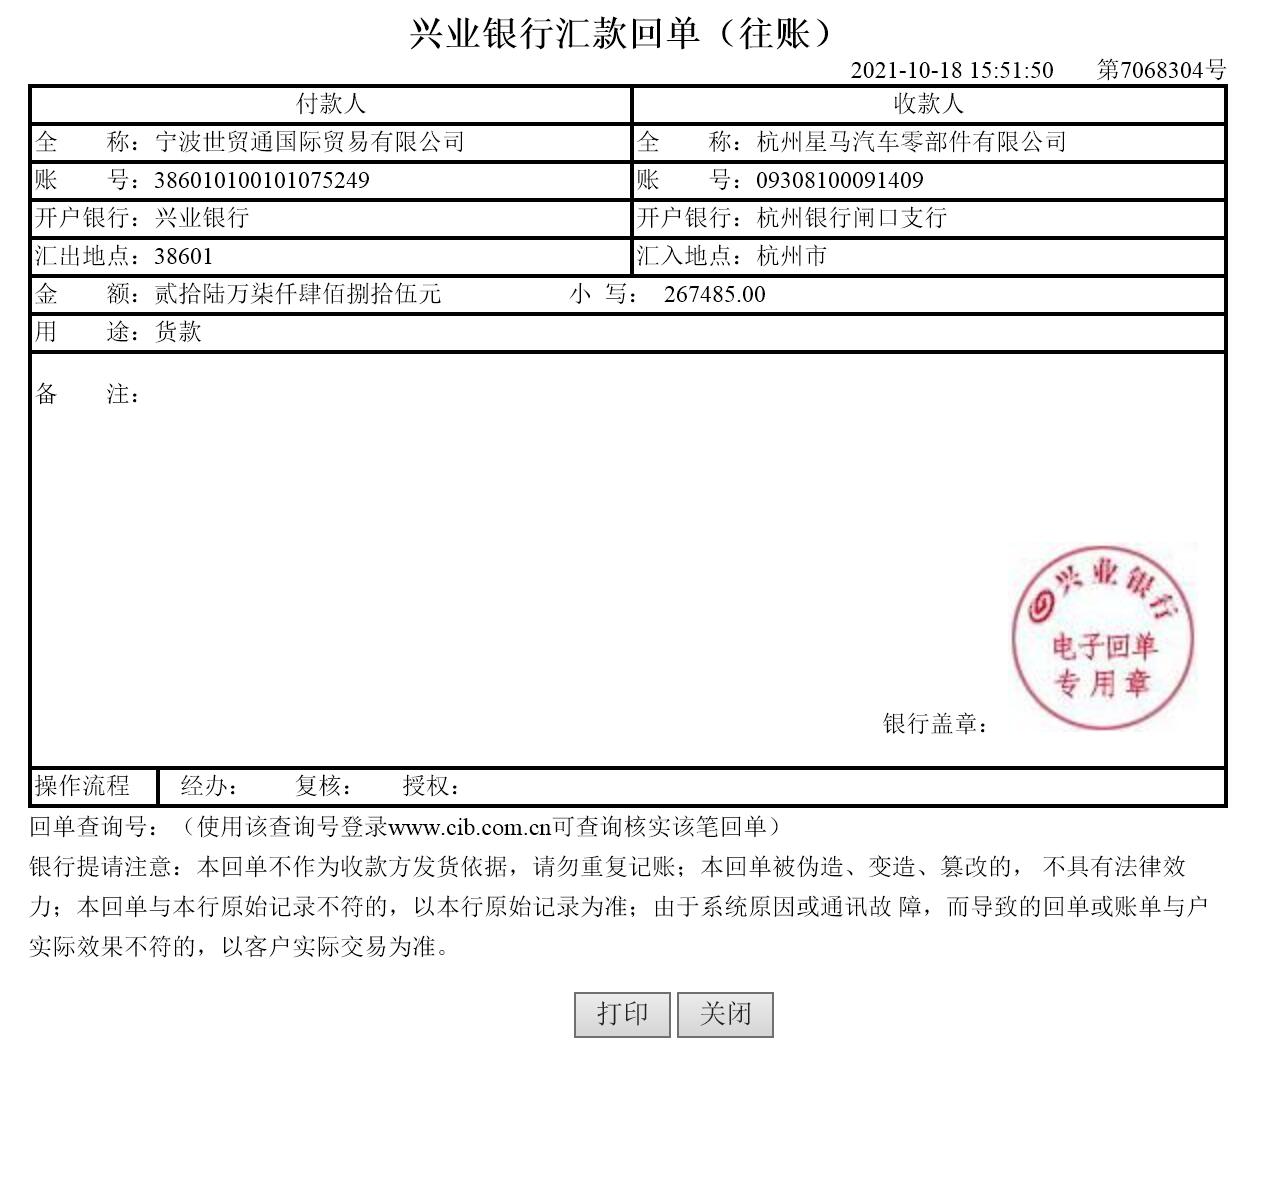 兴业银行汇款回单（往账）
2021-10-18 15:51:50 第7068304号
付款人 收款人
全 称：宁波世贸通国际贸易有限公司 全 称：杭州星马汽车零部件有限公司
账 号：386010100101075249 账 号：09308100091409
开户银行：兴业银行 开户银行：杭州银行闸口支行
汇出地点：38601 汇入地点：杭州市
金 额：贰拾陆万柒仟肆佰捌拾伍元 小 写： 267485.00
用 途：货款
备 注：
兴业银行
电子回单
专用章
银行盖章：
操作流程 经办： 复核： 授权：
回单查询号：（使用该查询号登录www.cib.com.cn可查询核实该笔回单）
银行提请注意：本回单不作为收款方发货依据，请勿重复记账；本回单被伪造、变造、篡改的， 不具有法律效
力；本回单与本行原始记录不符的，以本行原始记录为准；由于系统原因或通讯故 障，而导致的回单或账单与户
实际效果不符的，以客户实际交易为准。
打印 关闭